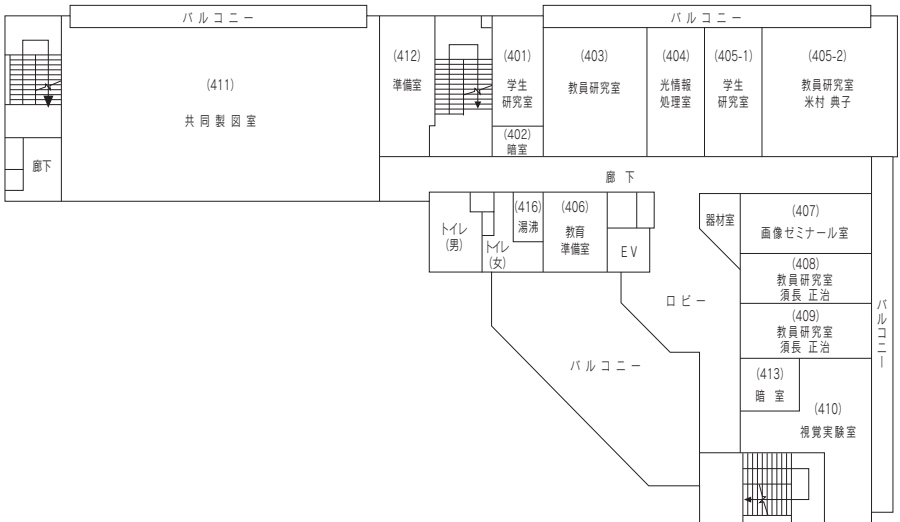 バルコニー
バルコニー
(411)
共同製図室
(412)
準備室
(401)
学生
研究室
(402)
暗室
(403)
教員研究室
(404)
光情報
処理室
(405-1)
学生
研究室
(405-2)
教員研究室
米村 典子
廊下
廊下
トイレ
(男)
トイレ
(女)
(416)
湯沸
(406)
教育
準備室
EV
器材室
(407)
画像ゼミナール室
(408)
教員研究室
須長 正治
(409)
教員研究室
須長 正治
ロビー
バルコニー
バルコニー
(413)
暗室
(410)
視覚実験室